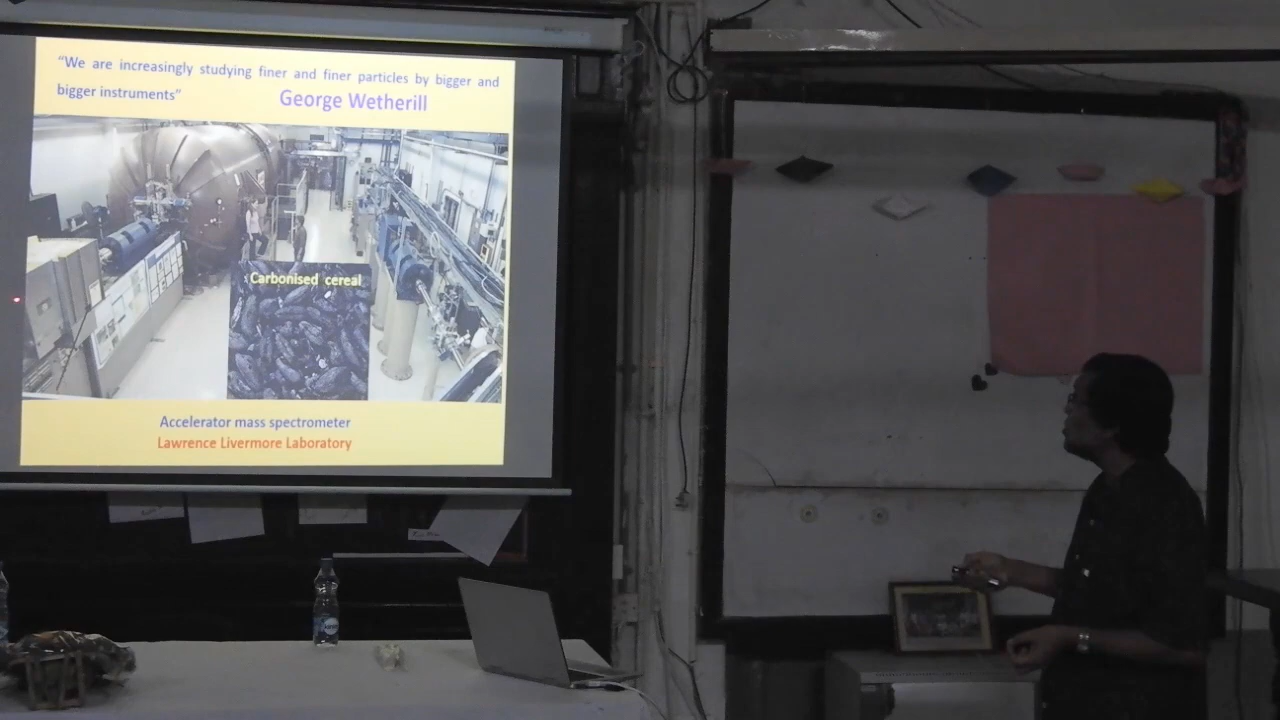 “We are increasingly studying finer and finer particles by bigger and
bigger instruments”
George Wetherill
Carbonised cereal
Accelerator mass spectrometer
Lawrence Livermore Laboratory